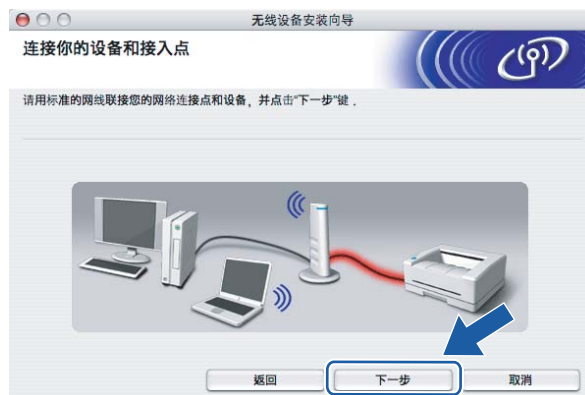 无线设备安装向导
连接你的设备和接入点
请用标准的网线联接您的网络连接点和设备，并点击“下一步”键．
返回 下一步 取消